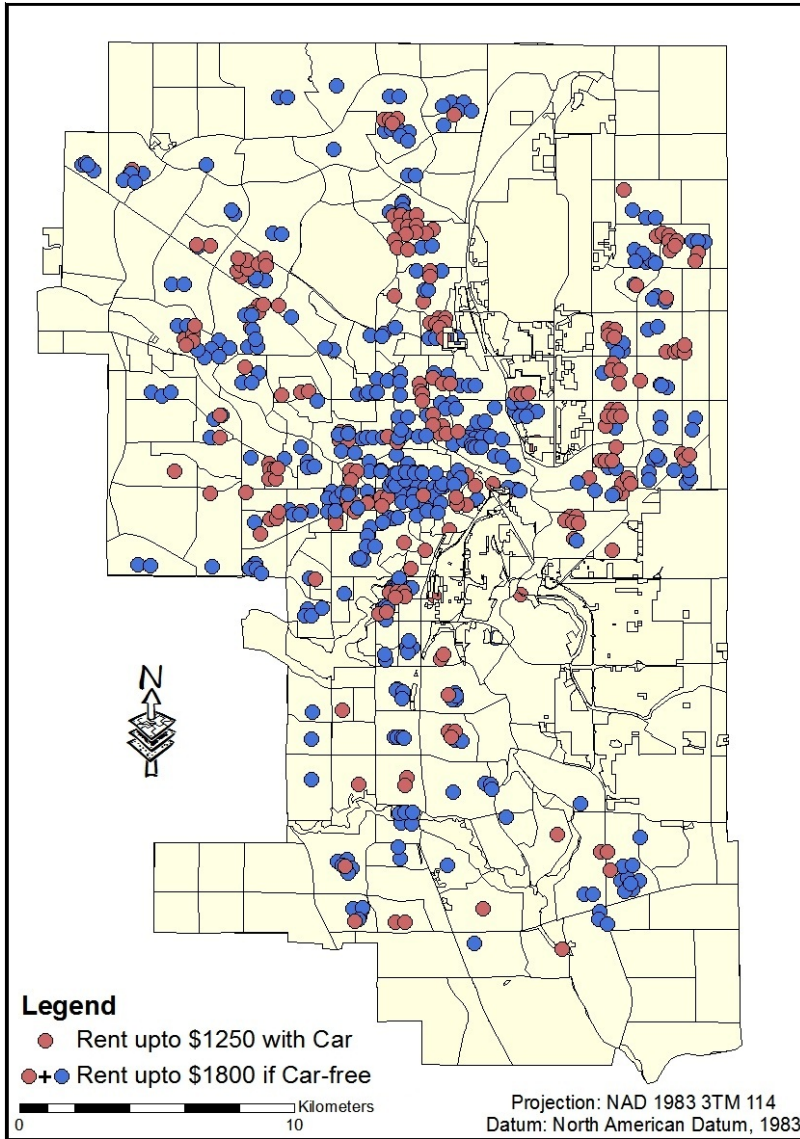 N
Legend
Rent upto $1250 with Car
+ Rent upto $1800 if Car-free
Kilometers
0 10
Projection: NAD 1983 3TM 114
Datum: North American Datum, 1983